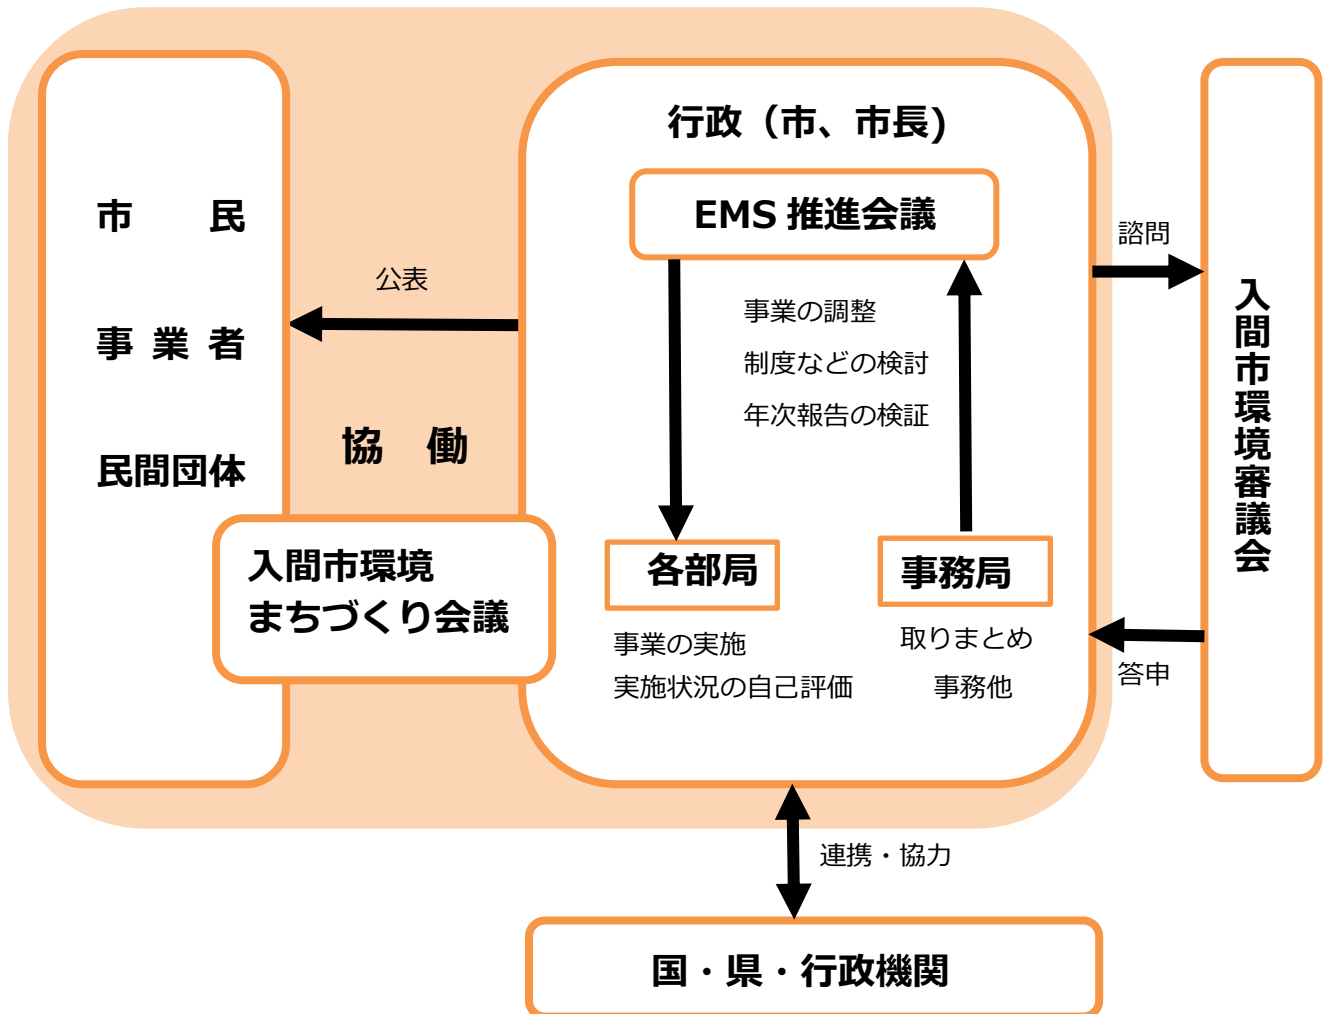 行政（市、市長)
EMS 推進会議
市　　民
事 業 者
民間団体
公表
協　働
入間市環境
まちづくり会議
事業の調整
制度などの検討
年次報告の検証
各部局
事業の実施
実施状況の自己評価
事務局
取りまとめ
事務他
諮問
入間市環境審議会
答申
連携・協力
国・県・行政機関